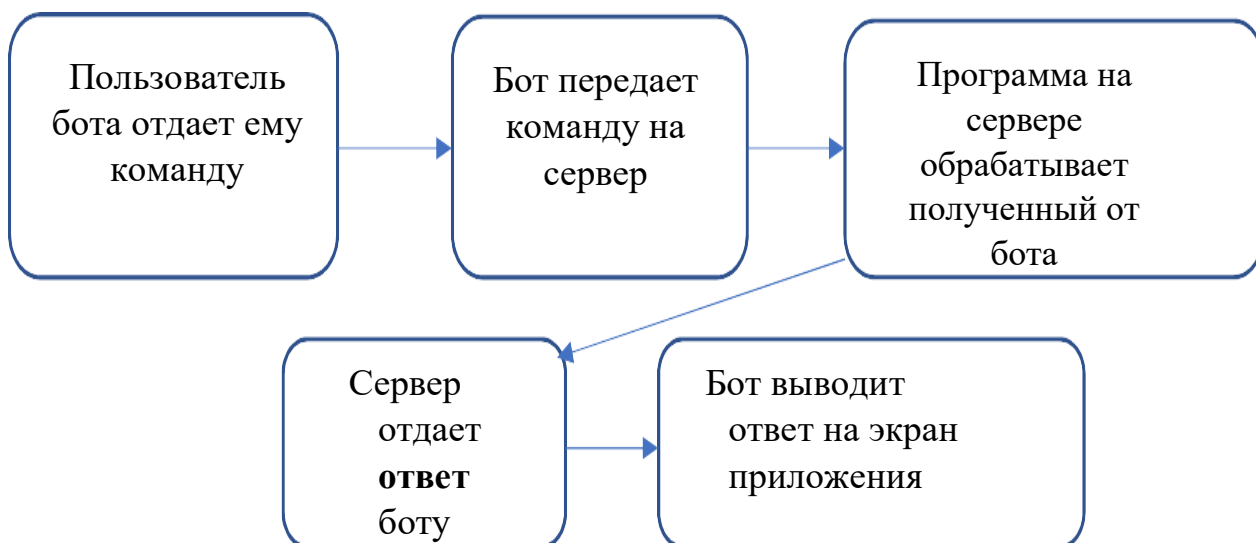 Пользователь
бота отдает ему
команду
Бот передает
команду на
сервер
Программа на
сервере
обрабатывает
полученный от
бота
Сервер
отдает
ответ
боту
Бот выводит
ответ на экран
приложения